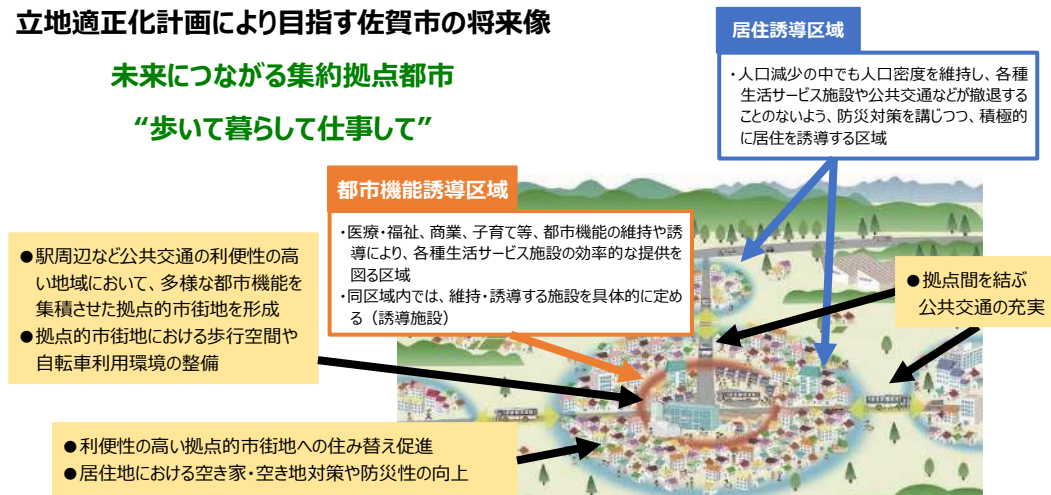 立地適正化計画により目指す佐賀市の将来像
未来につながる集約拠点都市
“歩いて暮らして仕事して”
居住誘導区域
・人口減少の中でも人口密度を維持し、各種
生活サービス施設や公共交通などが撤退する
ことのないよう、防災対策を講じつつ、積極的
に居住を誘導する区域
都市機能誘導区域
・医療・福祉、商業、子育て等、都市機能の維持や誘
導により、各種生活サービス施設の効率的な提供を
図る区域
・同区域内では、維持・誘導する施設を具体的に定め
る（誘導施設）
●駅周辺など公共交通の利便性の高
い地域において、多様な都市機能を
集積させた拠点的市街地を形成
●拠点的市街地における歩行空間や
自転車利用環境の整備
●拠点間を結ぶ
公共交通の充実
●利便性の高い拠点的市街地への住み替え促進
●居住地における空き家・空き地対策や防災性の向上